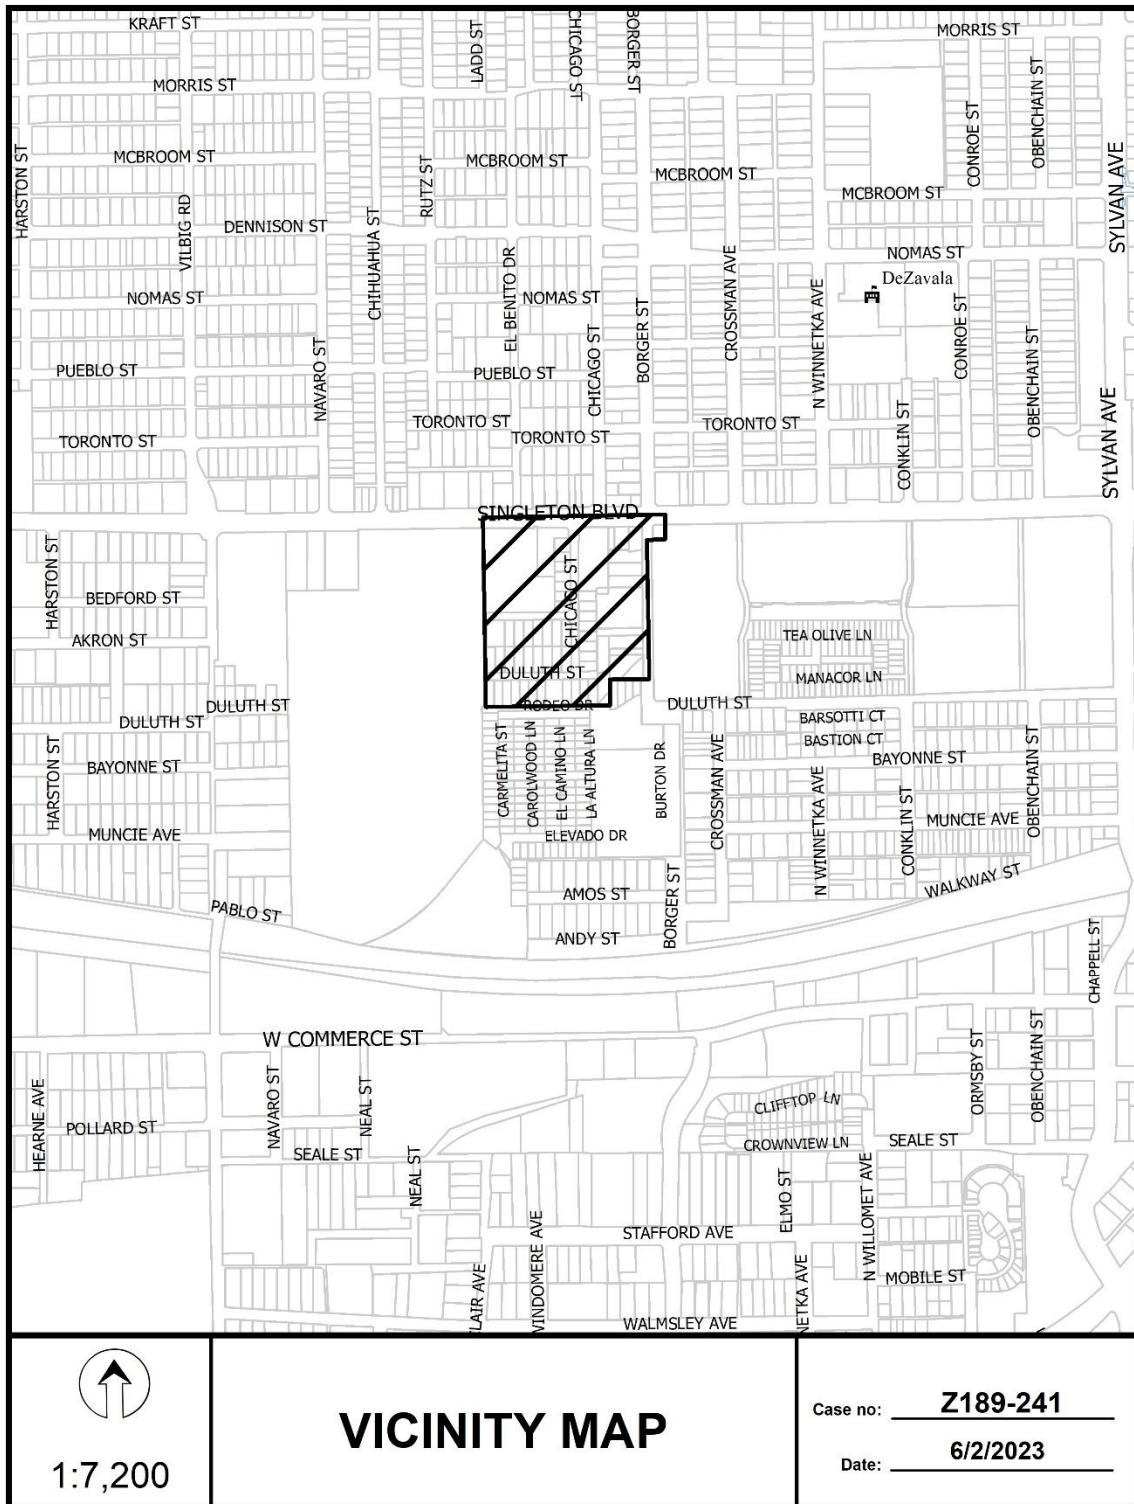 KRAFT ST
LADD ST
CHICAGO ST
BORGER ST
MORRIS ST
MORRIS ST
OBENCHAIN ST
CONROE ST
SYLVAN AVE
HARSTON ST
MCBROOM ST
RUTZ ST
MCBROOM ST
MCBROOM ST
MCBROOM ST
VILBIG RD
DENNISON ST
CHIHUAHUA ST
EL BENITO DR
CROSSMAN AVE
NOMAS ST
DeZavala
NOMAS ST
NOMAS ST
BORGER ST
N WINNETKA AVE
CONROE ST
OBENCHAIN ST
NAVARO ST
CHICAGO ST
PUEBLO ST
PUEBLO ST
SYLVAN AVE
CONKLIN ST
TORONTO ST
TORONTO ST
TORONTO ST
TORONTO ST
SINGLETON BLVD
HARSTON ST
CHICAGO ST
BEDFORD ST
AKRON ST
TEA OLIVE LN
DULUTH ST
MANACOR LN
DULUTH ST
RODEO DR
DULUTH ST
DULUTH ST
BARSOTTI CT
BASTION CT
HARSTON ST
BAYONNE ST
CARMELITA ST
CAROLWOOD LN
EL CAMINO LN
LA ALTURA LN
BURTON DR
CROSSMAN AVE
BAYONNE ST
OBENCHAIN ST
N WINNETKA AVE
CONKLIN ST
MUNCIE AVE
MUNCIE AVE
ELEVADO DR
WALKWAY ST
AMOS ST
BORGER ST
PABLO ST
ANDY ST
CHAPPELL ST
W COMMERCE ST
ORMSBY ST
OBENCHAIN ST
HEARNE AVE
NAVARO ST
NEAL ST
CLIFFTOP LN
POLLARD ST
SEALE ST
CROWNVIEW LN
SEALE ST
NEAL ST
ELMO ST
N WILLOMET AVE
STAFFORD AVE
LAIR AVE
WINDOMERE AVE
NETKA AVE
MOBILE ST
WALMSLEY AVE
1:7,200
VICINITY MAP
Case no: Z189-241
Date: 6/2/2023